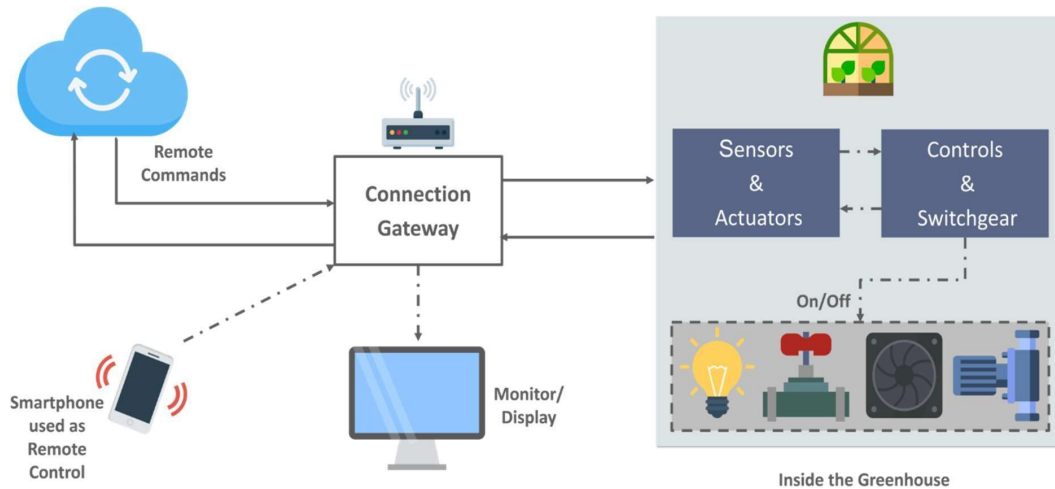 Remote
Commands
Connection
Gateway
Sensors
&
Actuators
Controls
&
Switchgear
On/Off
Smartphone
used as
Remote
Control
Monitor/
Display
Inside the Greenhouse